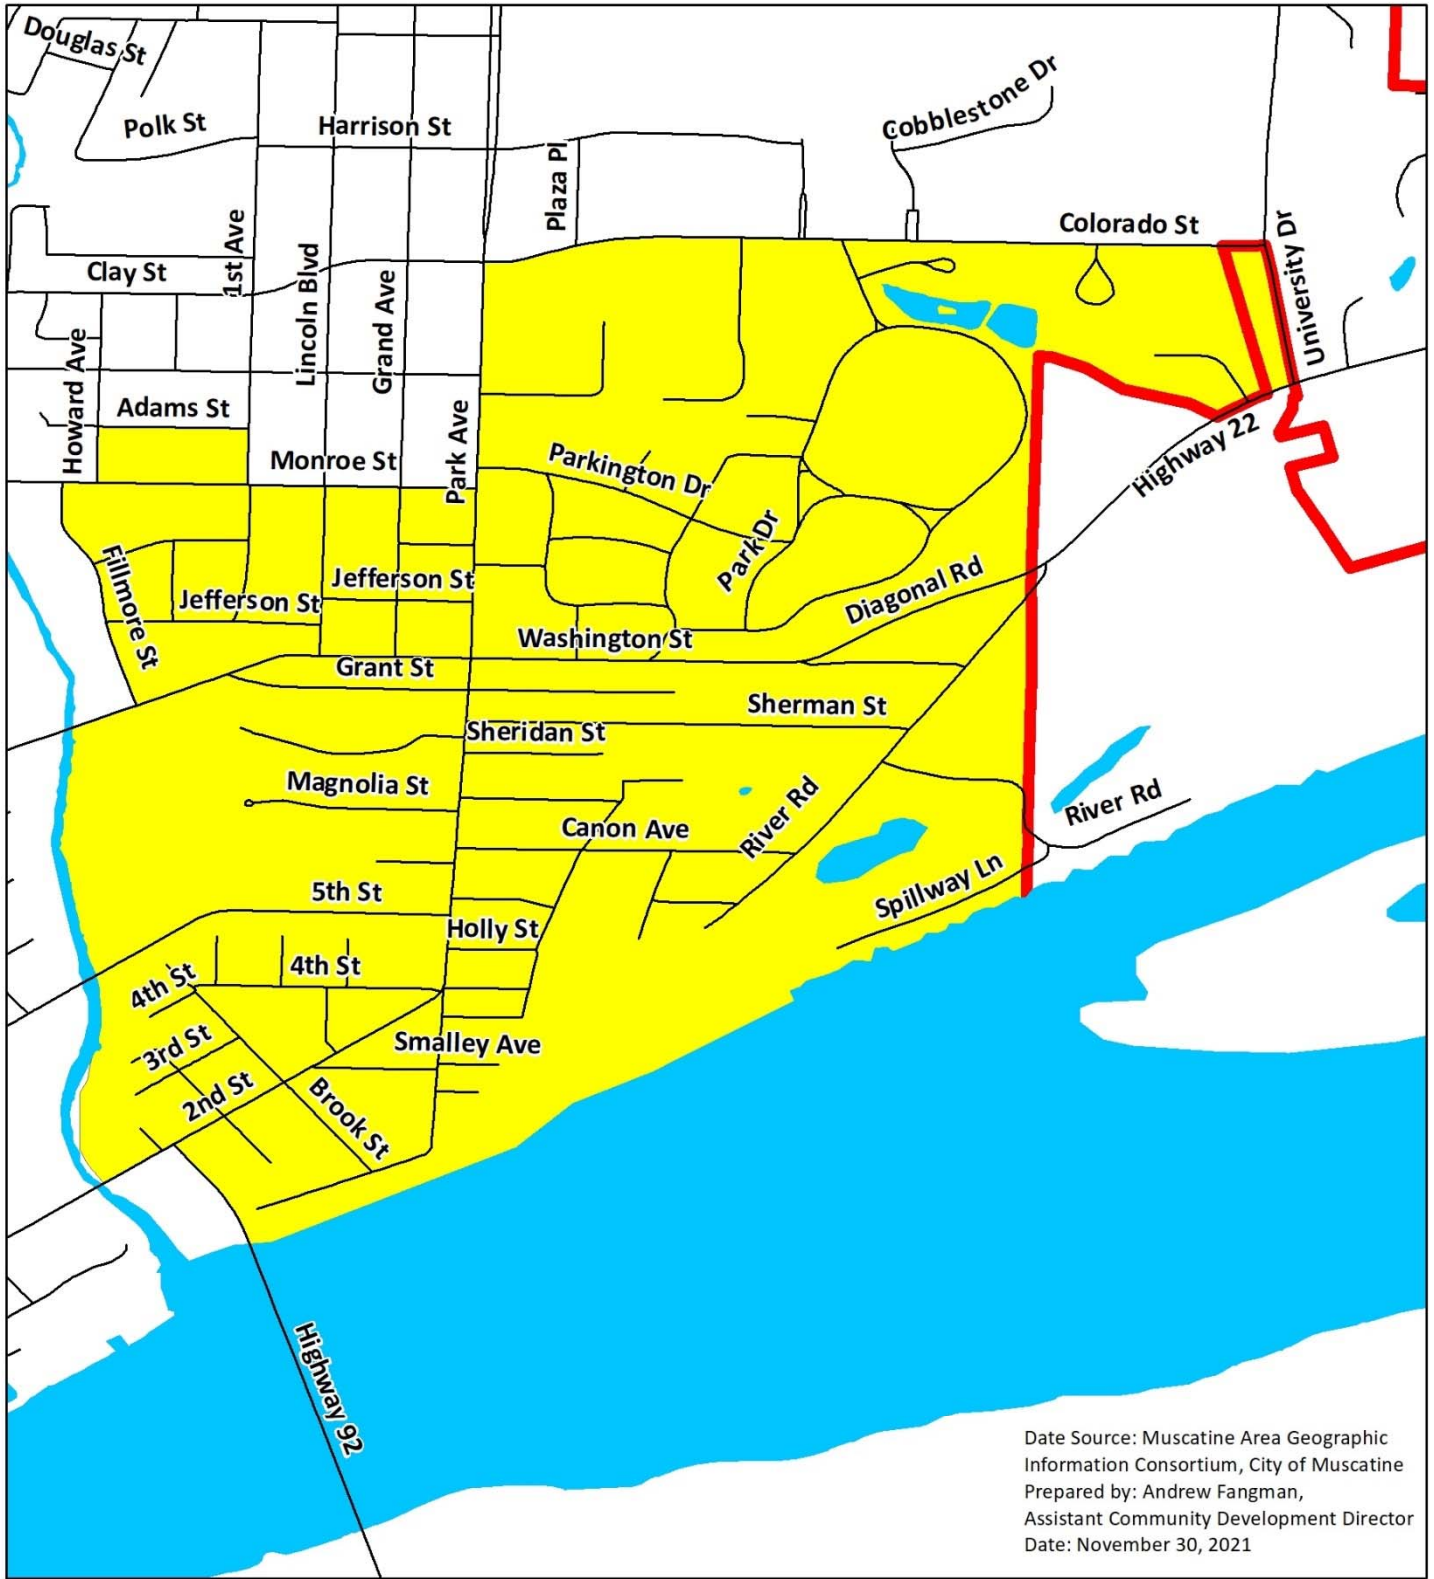 Douglas St
Polk St
Harrison St
Plaza Pl
Cobblestone Dr
Colorado St
University Dr
Clay St
1st Ave
Lincoln Blvd
Grand Ave
Howard Ave
Adams St
Monroe St
Park Ave
Parkington Dr
Park Dr
Highway 22
Fillmore St
Jefferson St
Jefferson St
Diagonal Rd
Washington St
Grant St
Sherman St
Sheridan St
Magnolia St
Canon Ave
River Rd
River Rd
5th St
Spillway Ln
Holly St
4th St
4th St
3rd St
Smalley Ave
2nd St
Brook St
Highway 92
Date Source: Muscatine Area Geographic
Information Consortium, City of Muscatine
Prepared by: Andrew Fangman,
Assistant Community Development Director
Date: November 30, 2021